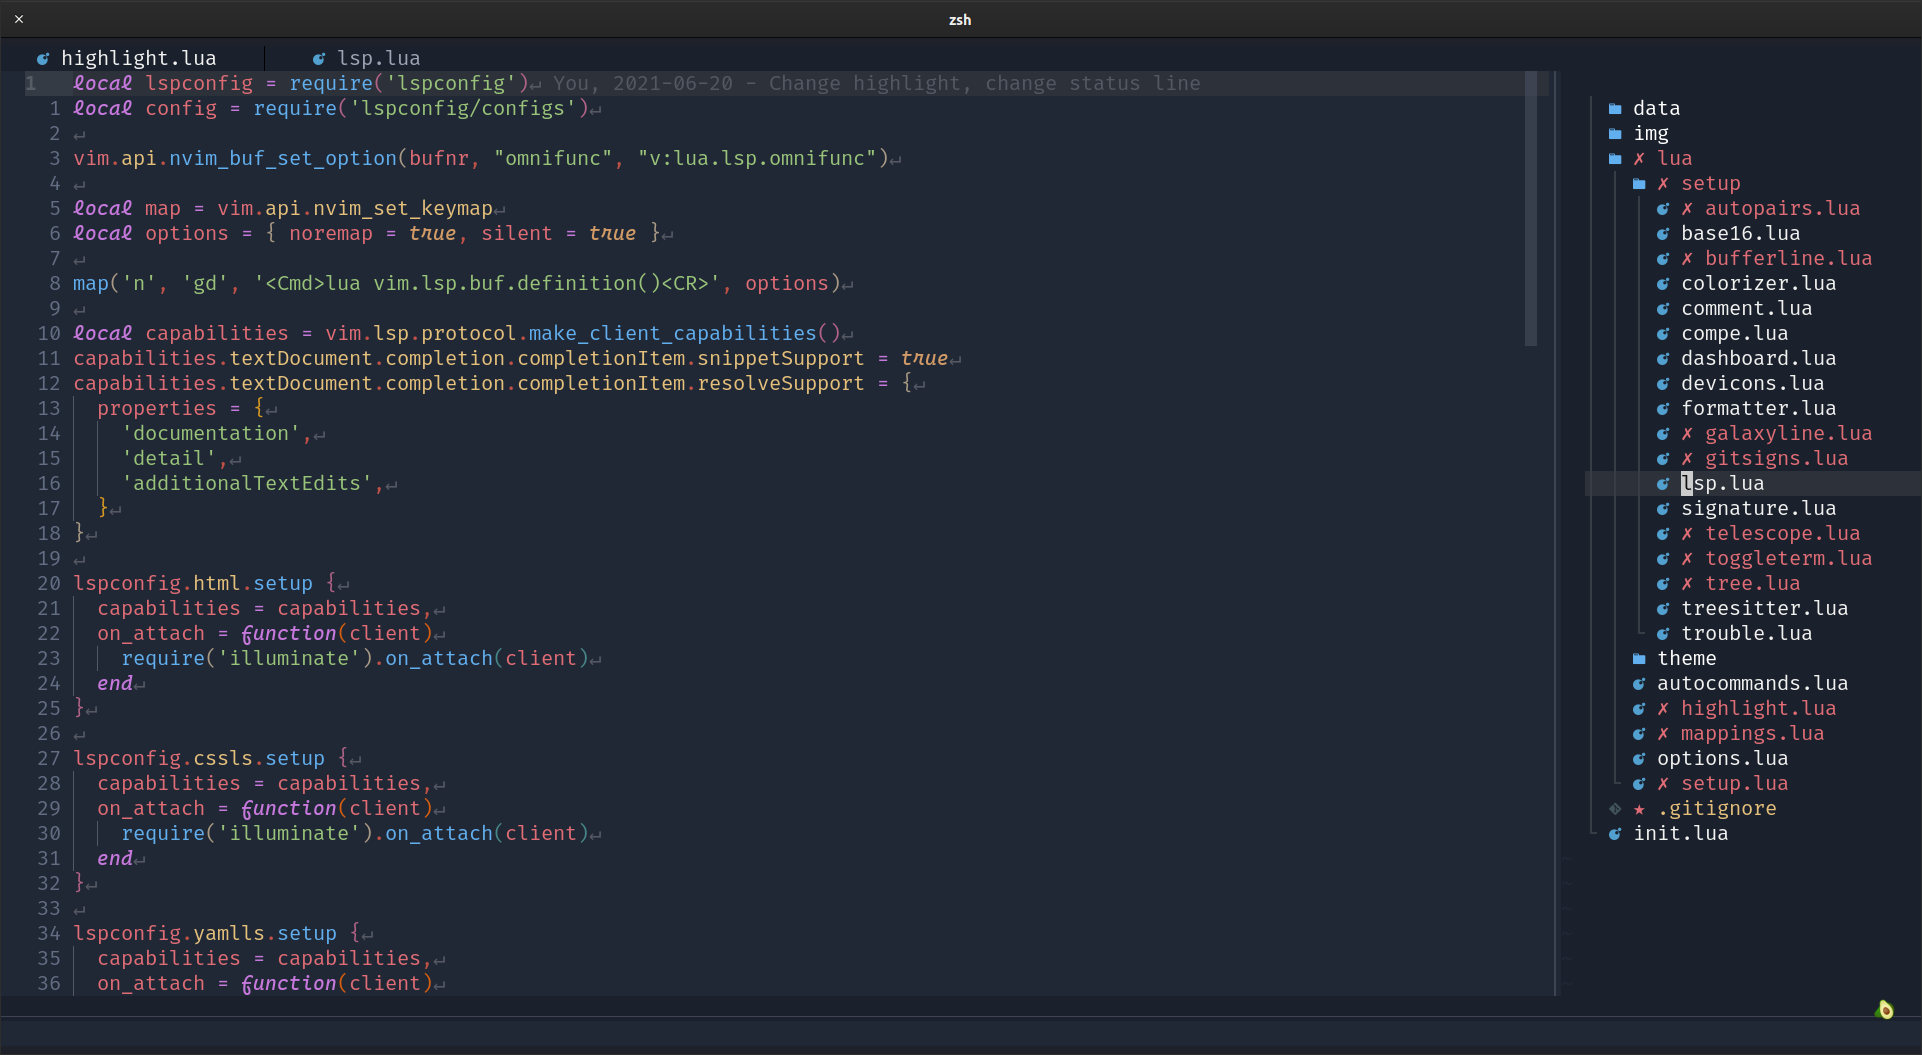 × zsh
highlight.lua lsp.lua
1 local lspconfig = require('lspconfig')↵ You, 2021-06-20 - Change highlight, change status line
1 local config = require('lspconfig/configs')↵
2 ↵
3 vim.api.nvim_buf_set_option(bufnr, "omnifunc", "v:lua.lsp.omnifunc")↵
4 ↵
5 local map = vim.api.nvim_set_keymap↵
6 local options = { noremap = true, silent = true }↵
7 ↵
8 map('n', 'gd', '<Cmd>lua vim.lsp.buf.definition()<CR>', options)↵
9 ↵
10 local capabilities = vim.lsp.protocol.make_client_capabilities()↵
11 capabilities.textDocument.completion.completionItem.snippetSupport = true↵
12 capabilities.textDocument.completion.completionItem.resolveSupport = {↵
13 properties = {↵
14 'documentation',↵
15 'detail',↵
16 'additionalTextEdits',↵
17 }↵
18 }↵
19 ↵
20 lspconfig.html.setup {↵
21 capabilities = capabilities,↵
22 on_attach = function(client)↵
23 require('illuminate').on_attach(client)↵
24 end↵
25 }↵
26 ↵
27 lspconfig.cssls.setup {↵
28 capabilities = capabilities,↵
29 on_attach = function(client)↵
30 require('illuminate').on_attach(client)↵
31 end↵
32 }↵
33 ↵
34 lspconfig.yamlls.setup {↵
35 capabilities = capabilities,↵
36 on_attach = function(client)↵
data
img
✗ lua
✗ setup
✗ autopairs.lua
base16.lua
✗ bufferline.lua
colorizer.lua
comment.lua
compe.lua
dashboard.lua
devicons.lua
formatter.lua
✗ galaxyline.lua
✗ gitsigns.lua
lsp.lua
signature.lua
✗ telescope.lua
✗ toggleterm.lua
✗ tree.lua
treesitter.lua
trouble.lua
theme
autocommands.lua
✗ highlight.lua
✗ mappings.lua
options.lua
✗ setup.lua
★ .gitignore
init.lua